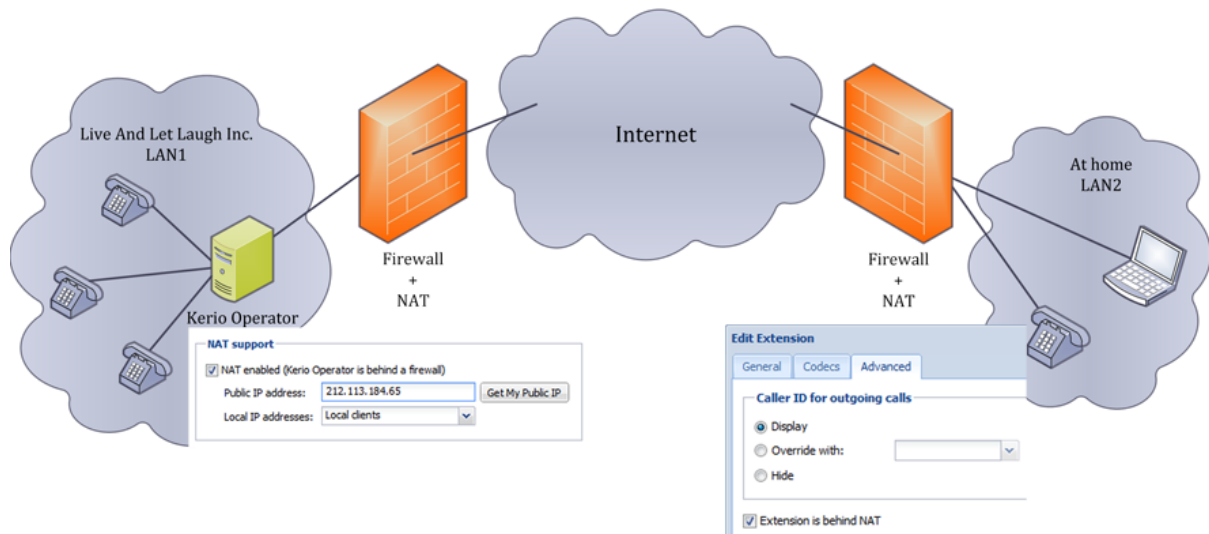 Live And Let Laugh Inc.
LAN1
Kerio Operator
Firewall
+
NAT
Internet
Firewall
+
NAT
At home
LAN2
NAT support
NAT enabled (Kerio Operator is behind a firewall)
Public IP address: 212.113.184.65 Get My Public IP
Local IP addresses: Local clients
Edit Extension
General Codecs Advanced
Caller ID for outgoing calls
Display
Override with:
Hide
Extension is behind NAT